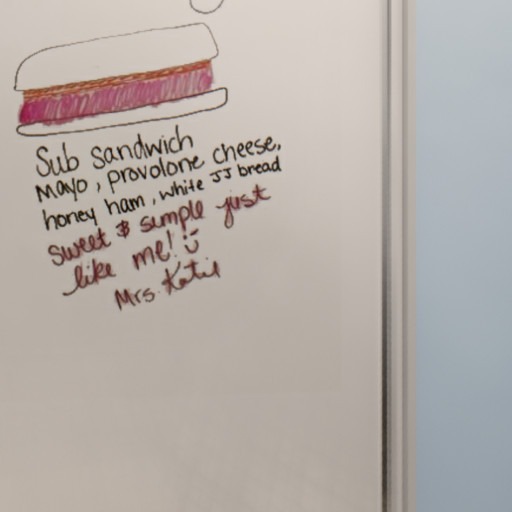 Sub sandwich
mayo, provolone cheese,
honey ham, white JJ bread
sweet & simple just
like me! :)
Mrs. Katie